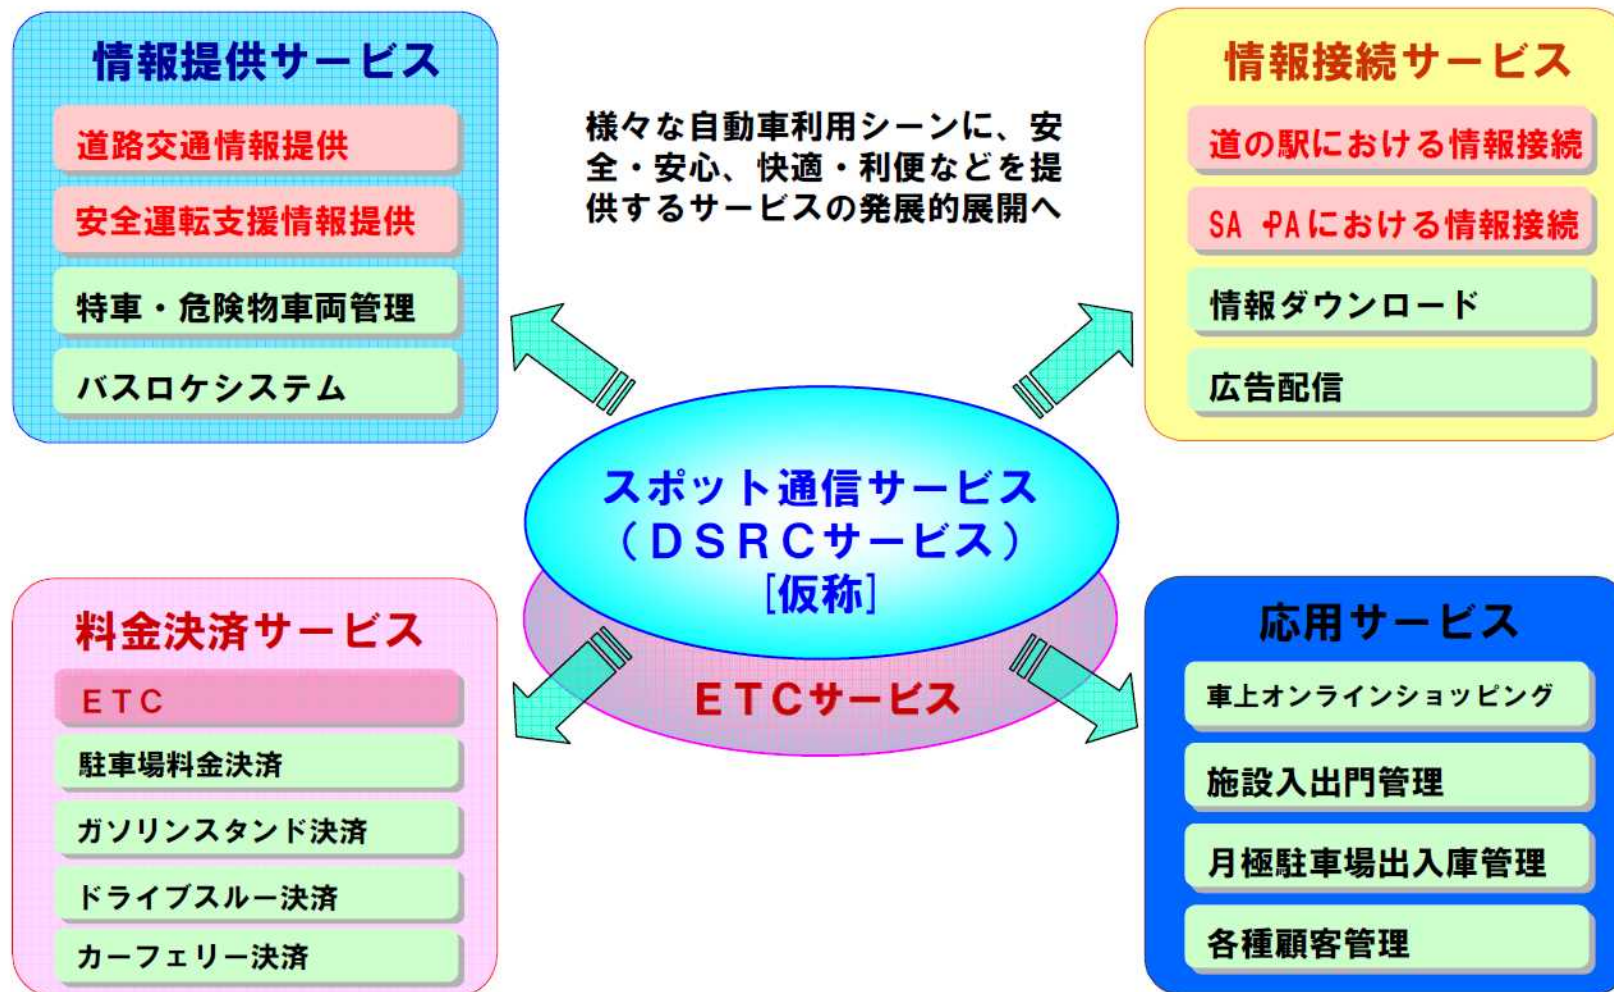 情報提供サービス
道路交通情報提供
安全運転支援情報提供
特車・危険物車両管理
バスロケシステム
様々な自動車利用シーンに、安
全・安心、快適・利便などを提
供するサービスの発展的展開へ
情報接続サービス
道の駅における情報接続
SA・PAにおける情報接続
情報ダウンロード
広告配信
スポット通信サービス
（ＤＳＲＣサービス）
[仮称]
ＥＴＣサービス
料金決済サービス
ＥＴＣ
駐車場料金決済
ガソリンスタンド決済
ドライブスルー決済
カーフェリー決済
応用サービス
車上オンラインショッピング
施設入出門管理
月極駐車場出入庫管理
各種顧客管理